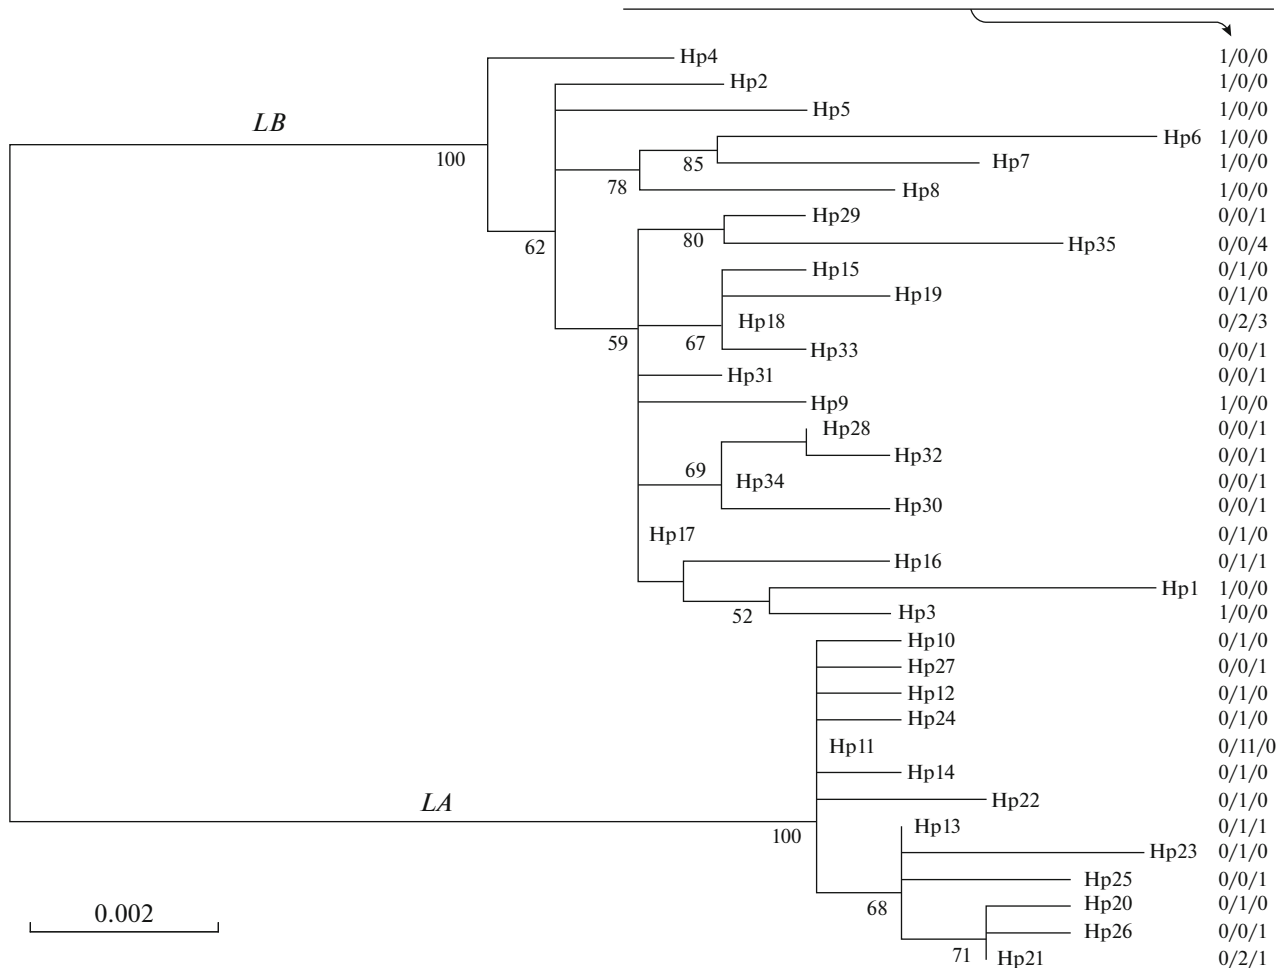 Hp4 1/0/0
Hp2 1/0/0
Hp5 1/0/0
LB
Hp6 1/0/0
100
85
Hp7 1/0/0
78
Hp8 1/0/0
Hp29 0/0/1
62
80
Hp35 0/0/4
Hp15 0/1/0
Hp19 0/1/0
Hp18 0/2/3
59
67
Hp33 0/0/1
Hp31 0/0/1
Hp9 1/0/0
Hp28 0/0/1
Hp32 0/0/1
69
Hp34 0/0/1
Hp30 0/0/1
Hp17 0/1/0
Hp16 0/1/1
Hp1 1/0/0
52
Hp3 1/0/0
Hp10 0/1/0
Hp27 0/0/1
Hp12 0/1/0
Hp24 0/1/0
Hp11 0/11/0
Hp14 0/1/0
LA
Hp22 0/1/0
100
Hp13 0/1/1
Hp23 0/1/0
Hp25 0/0/1
68
Hp20 0/1/0
0.002
Hp26 0/0/1
71
Hp21 0/2/1